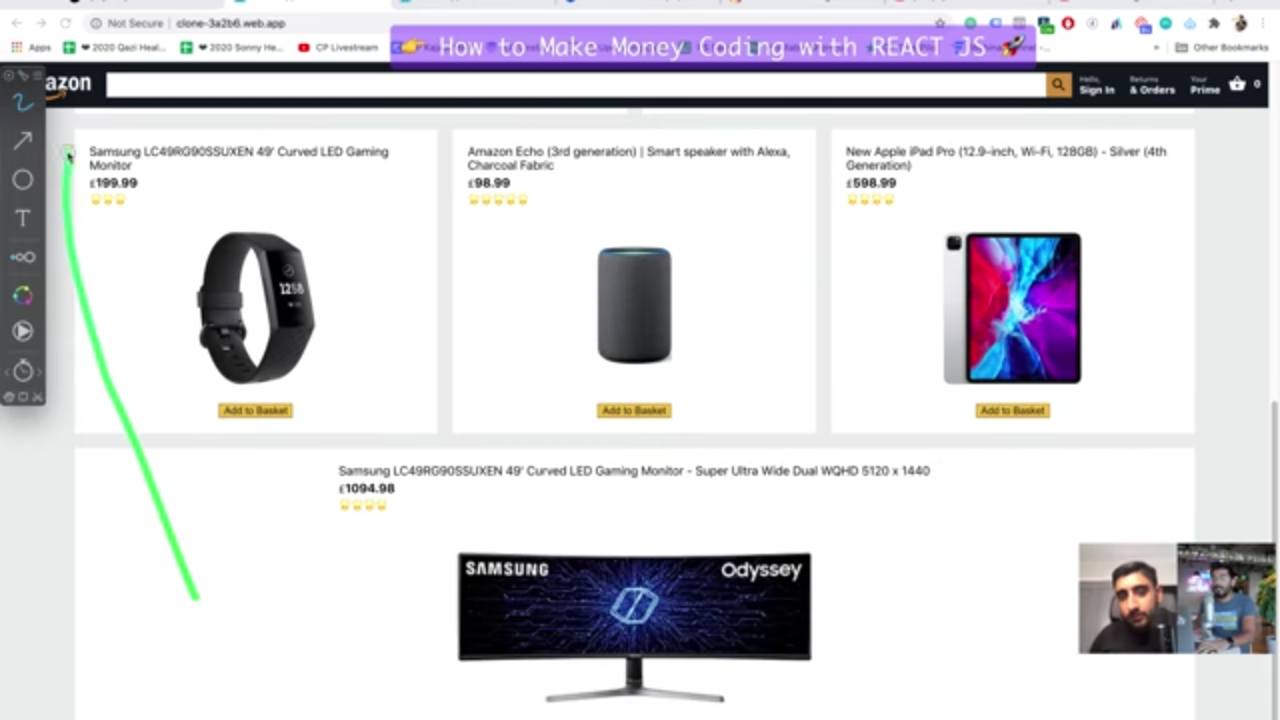 Not Secure | clone-3a2b6.web.app
Apps
2020 Qazi Heal...
2020 Sonny He...
CP Livestream
Other Bookmarks
How to Make Money Coding with REACT JS
azon
Hello,
Sign In
Returns
& Orders
Your
Prime
0
Samsung LC49RG90SSUXEN 49' Curved LED Gaming
Monitor
£199.99
12:58
Add to Basket
Amazon Echo (3rd generation) | Smart speaker with Alexa,
Charcoal Fabric
£98.99
Add to Basket
New Apple iPad Pro (12.9-inch, Wi-Fi, 128GB) - Silver (4th
Generation)
£598.99
Add to Basket
Samsung LC49RG90SSUXEN 49' Curved LED Gaming Monitor - Super Ultra Wide Dual WQHD 5120 x 1440
£1094.98
SAMSUNG
Odyssey
T